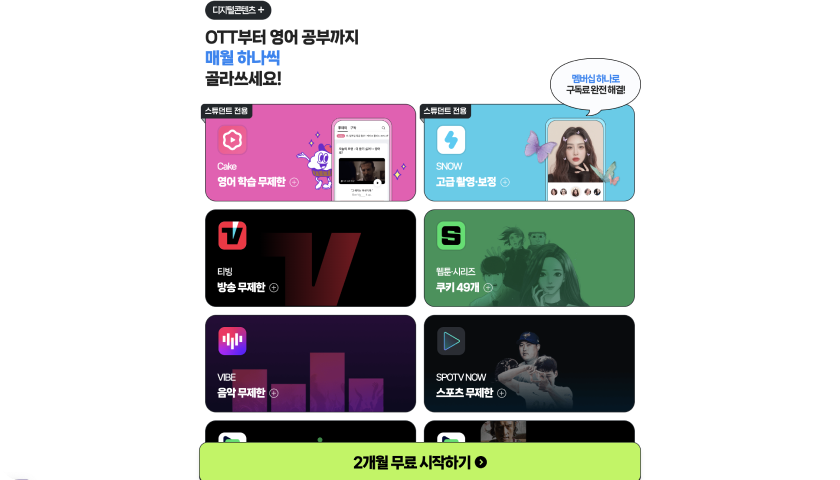 디지털콘텐츠 +
OTT부터 영어 공부까지
매월 하나씩
골라쓰세요!
멤버십 하나로
구독료 완전 해결!
스튜던트 전용
Cake
영어 학습 무제한
스튜던트 전용
SNOW
고급 촬영·보정
티빙
방송 무제한
웹툰·시리즈
쿠키 49개
VIBE
음악 무제한
SPOTV NOW
스포츠 무제한
2개월 무료 시작하기